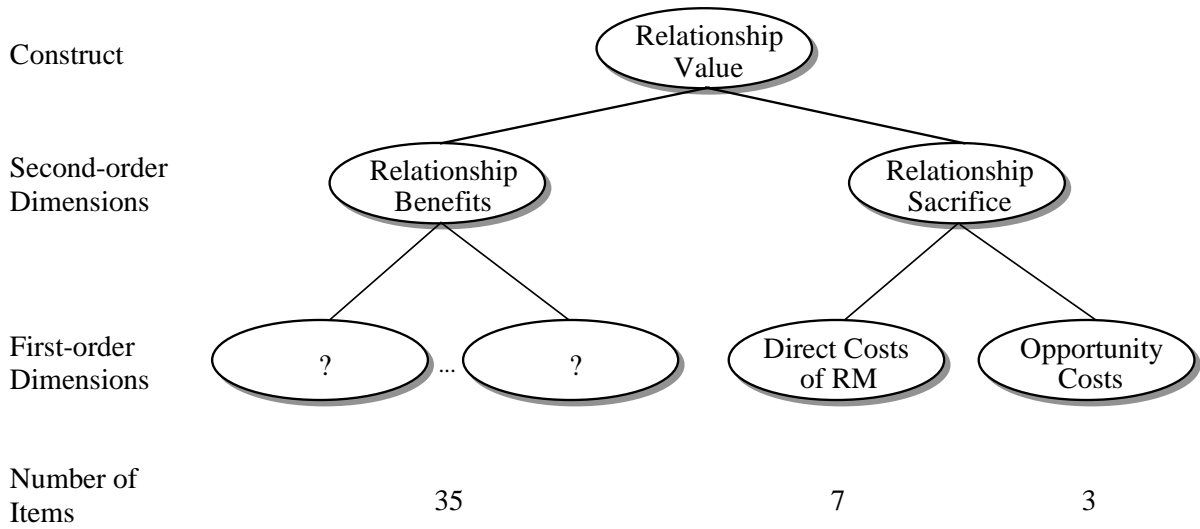 Construct
Relationship
Value
Second-order
Dimensions
Relationship
Benefits
Relationship
Sacrifice
First-order
Dimensions
?
...
?
Direct Costs
of RM
Opportunity
Costs
Number of
Items
35
7
3